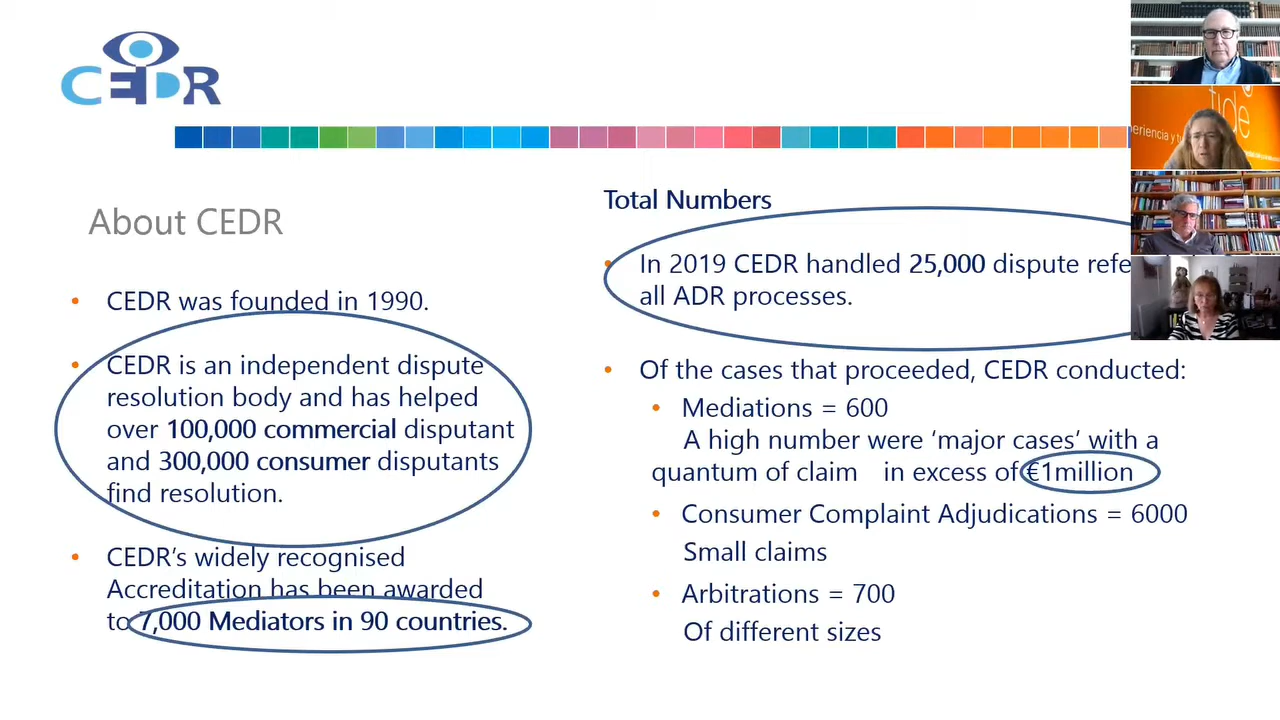 CEDR
About CEDR
• CEDR was founded in 1990.
• CEDR is an independent dispute
resolution body and has helped
over 100,000 commercial disputant
and 300,000 consumer disputants
find resolution.
• CEDR’s widely recognised
Accreditation has been awarded
to 7,000 Mediators in 90 countries.
Total Numbers
• In 2019 CEDR handled 25,000 dispute refe
all ADR processes.
• Of the cases that proceeded, CEDR conducted:
• Mediations = 600
A high number were ‘major cases’ with a
quantum of claim in excess of €1million
• Consumer Complaint Adjudications = 6000
Small claims
• Arbitrations = 700
Of different sizes
fide
periencia y